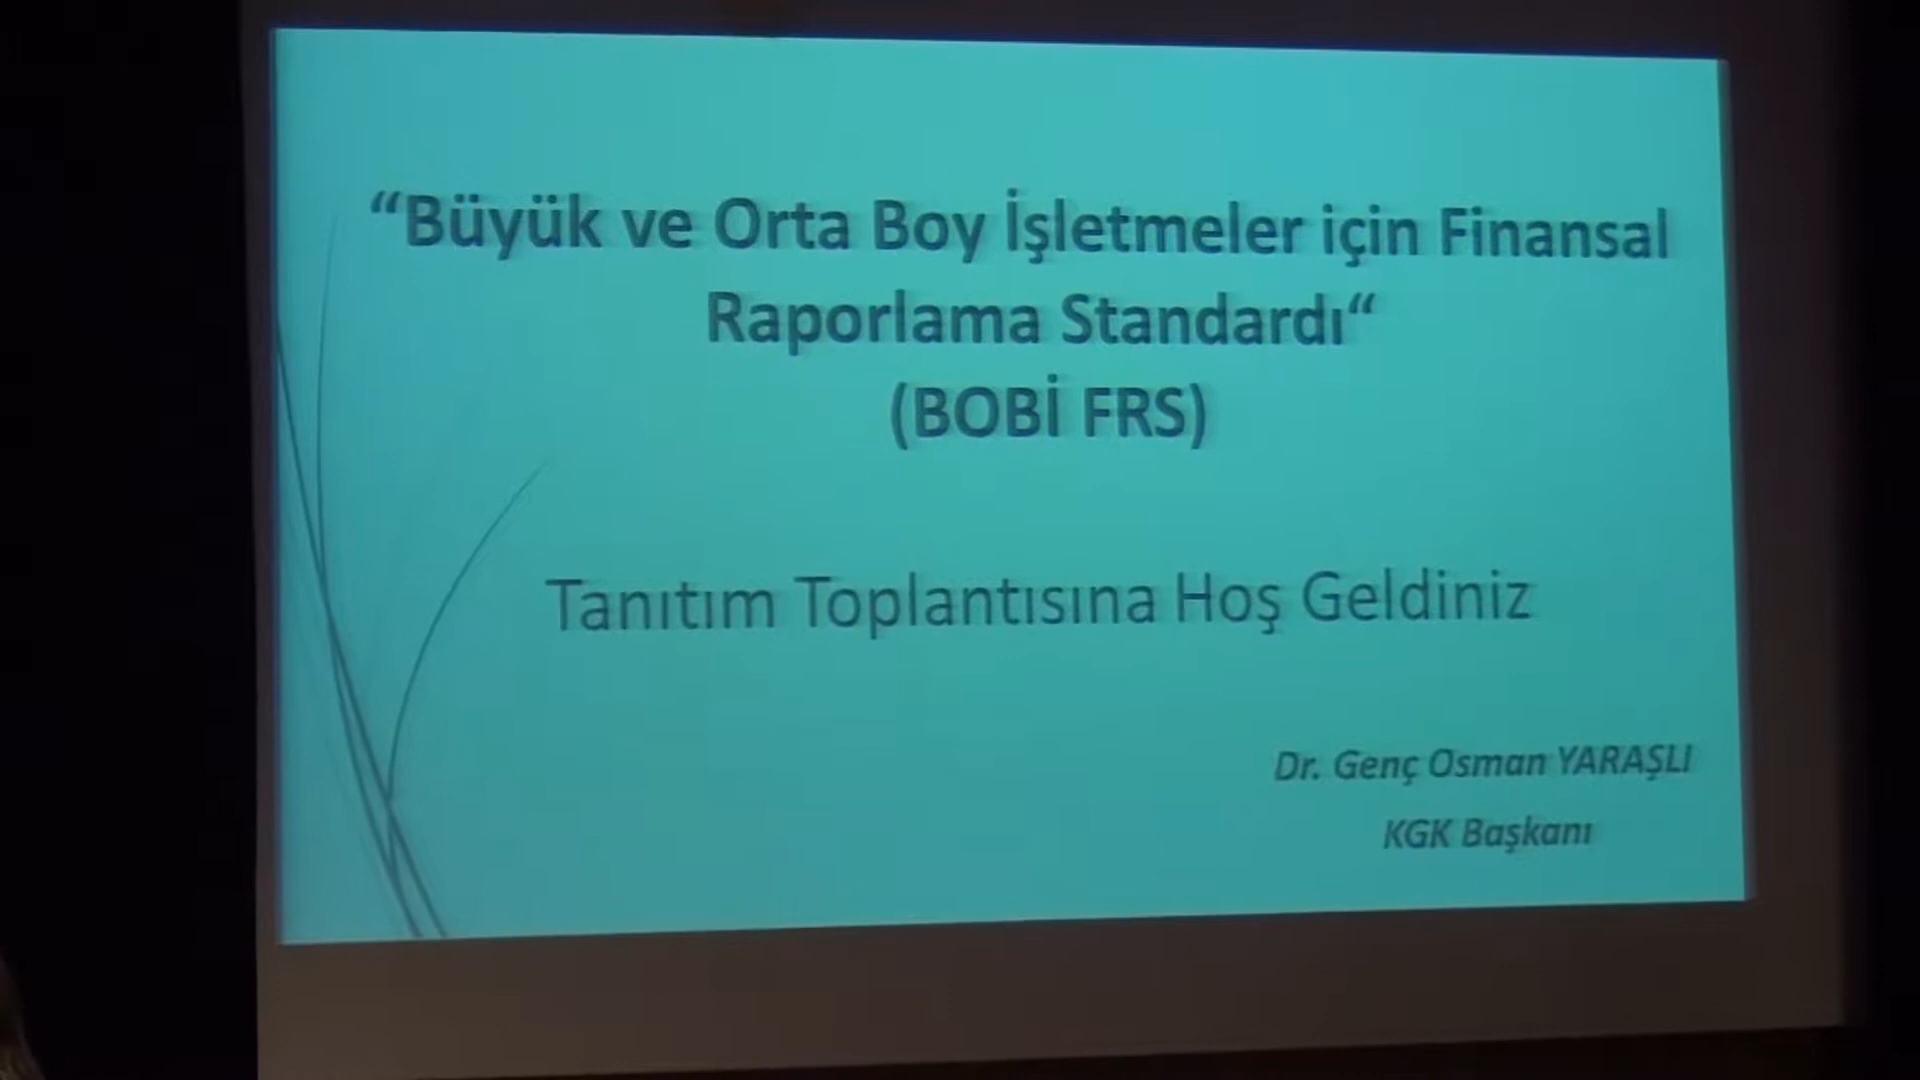 “Büyük ve Orta Boy İşletmeler için Finansal
Raporlama Standardı“
(BOBİ FRS)
Tanıtım Toplantısına Hoş Geldiniz
Dr. Genç Osman YARAŞLI
KGK Başkanı